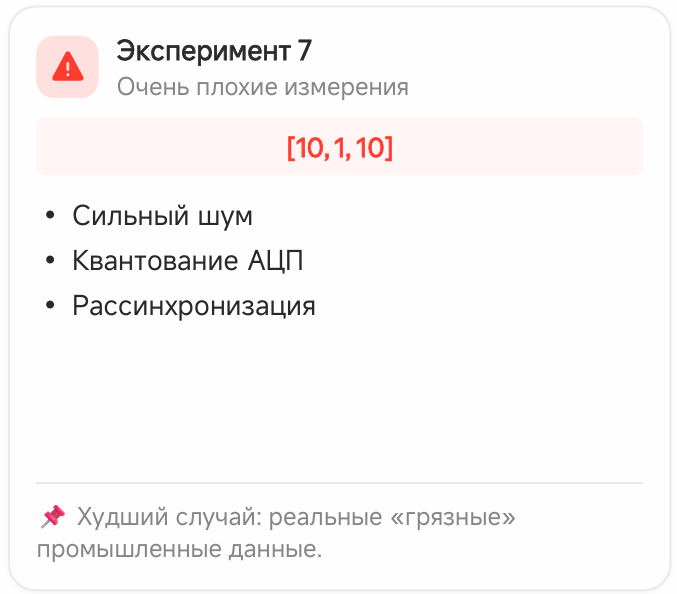 Эксперимент 7
Очень плохие измерения
[10, 1, 10]
• Сильный шум
• Квантование АЦП
• Рассинхронизация
📌 Худший случай: реальные «грязные»
промышленные данные.